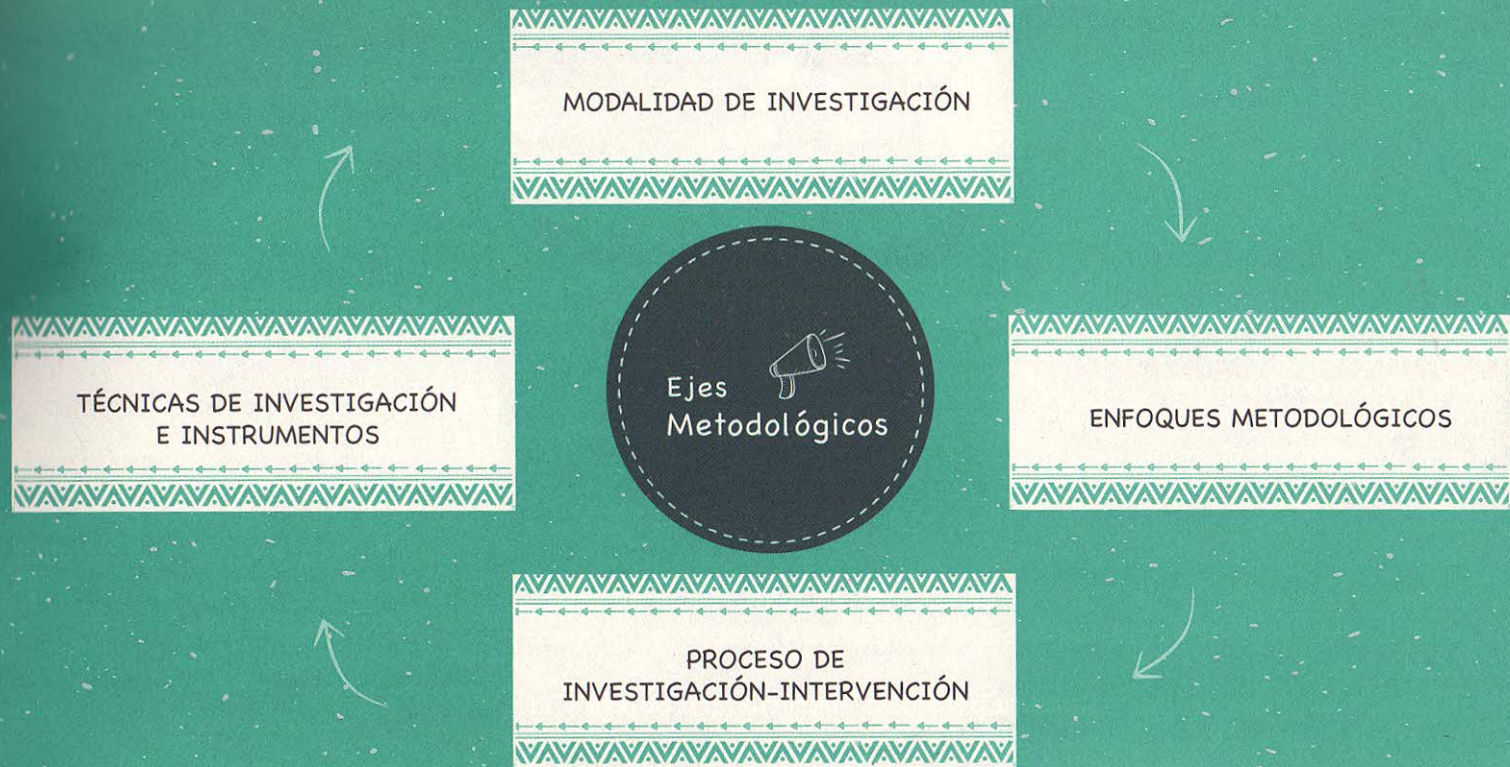 MODALIDAD DE INVESTIGACIÓN
TÉCNICAS DE INVESTIGACIÓN
E INSTRUMENTOS
Ejes
Metodológicos
ENFOQUES METODOLÓGICOS
PROCESO DE
INVESTIGACIÓN-INTERVENCIÓN